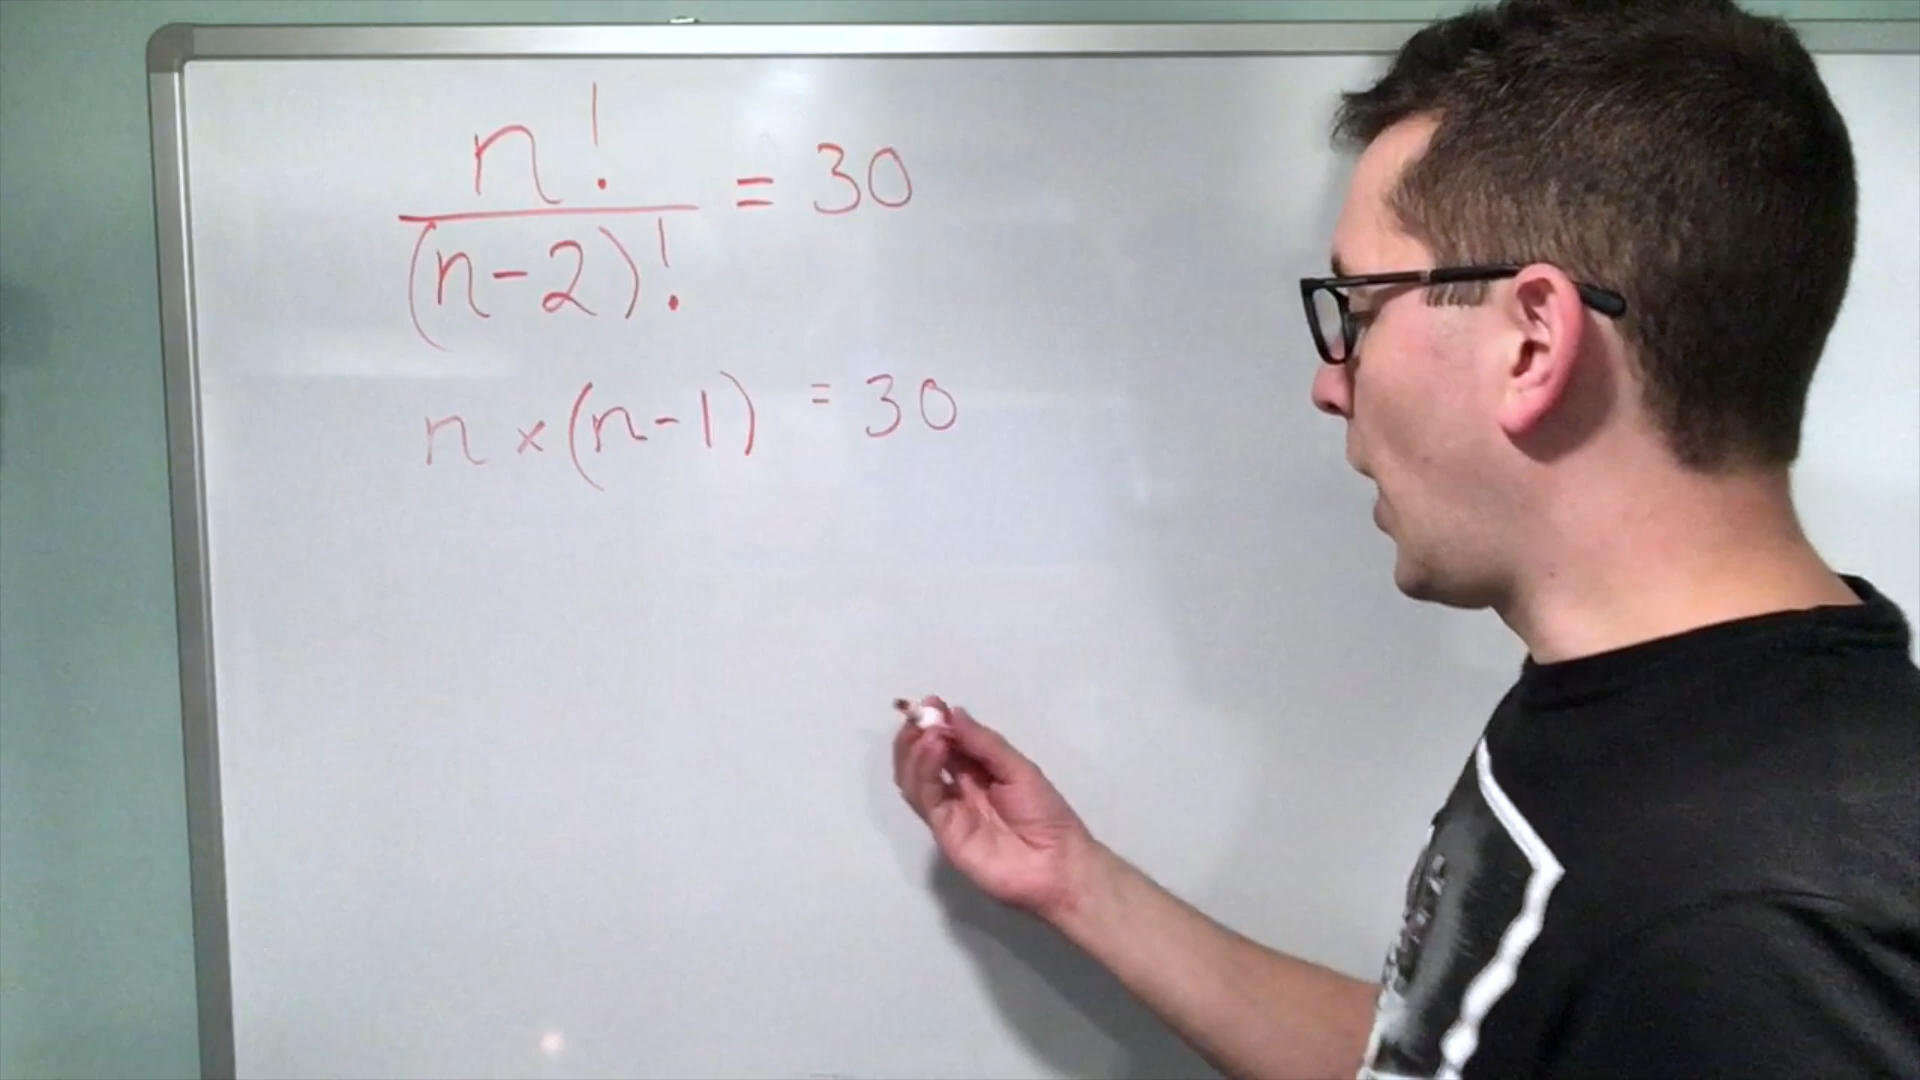 n!
(n-2)! = 30
n × (n-1) = 30